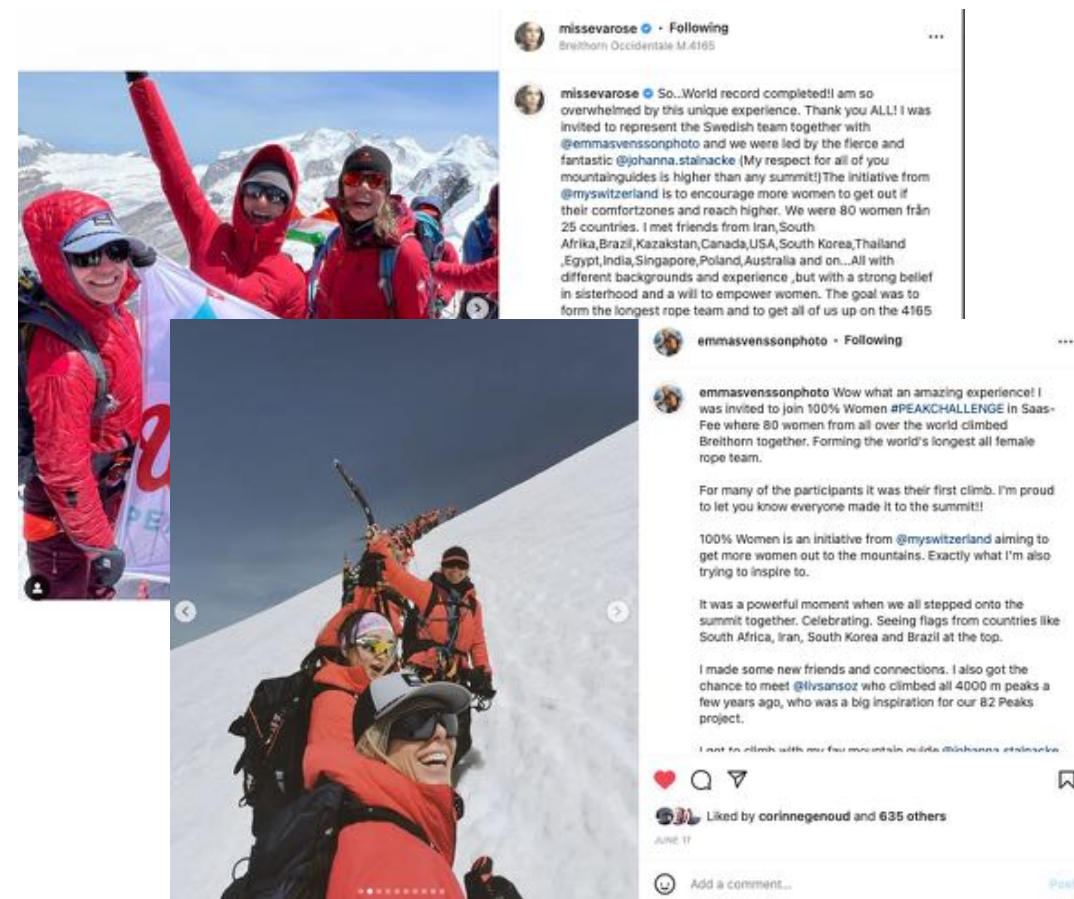 missevarose • Following
Breithorn Occidentale M.4165
missevarose So...World record completed!I am so
overwhelmed by this unique experience. Thank you ALL! I was
invited to represent the Swedish team together with
@emmasvenssonphoto and we were led by the fierce and
fantastic @johanna.stalnacke (My respect for all of you
mountainguides is higher than any summit!)The initiative from
@myswitzerland is to encourage more women to get out if
their comfortzones and reach higher. We were 80 women från
25 countries. I met friends from Iran,South
Afrika,Brazil,Kazakstan,Canada,USA,South Korea,Thailand
,Egypt,India,Singapore,Poland,Australia and on...All with
different backgrounds and experience ,but with a strong belief
in sisterhood and a will to empower women. The goal was to
form the longest rope team and to get all of us up on the 4165
emmasvenssonphoto • Following
emmasvenssonphoto Wow what an amazing experience! I
was invited to join 100% Women #PEAKCHALLENGE in Saas-
Fee where 80 women from all over the world climbed
Breithorn together. Forming the world's longest all female
rope team.
For many of the participants it was their first climb. I'm proud
to let you know everyone made it to the summit!!
100% Women is an initiative from @myswitzerland aiming to
get more women out to the mountains. Exactly what I'm also
trying to inspire to.
It was a powerful moment when we all stepped onto the
summit together. Celebrating. Seeing flags from countries like
South Africa, Iran, South Korea and Brazil at the top.
I made some new friends and connections. I also got the
chance to meet @livsansoz who climbed all 4000 m peaks a
few years ago, who was a big inspiration for our 82 Peaks
project.
I got to climb with my fav mountain guide @johanna.stalnacke
Liked by corinnegenoud and 635 others
JUNE 17
Add a comment...
Post